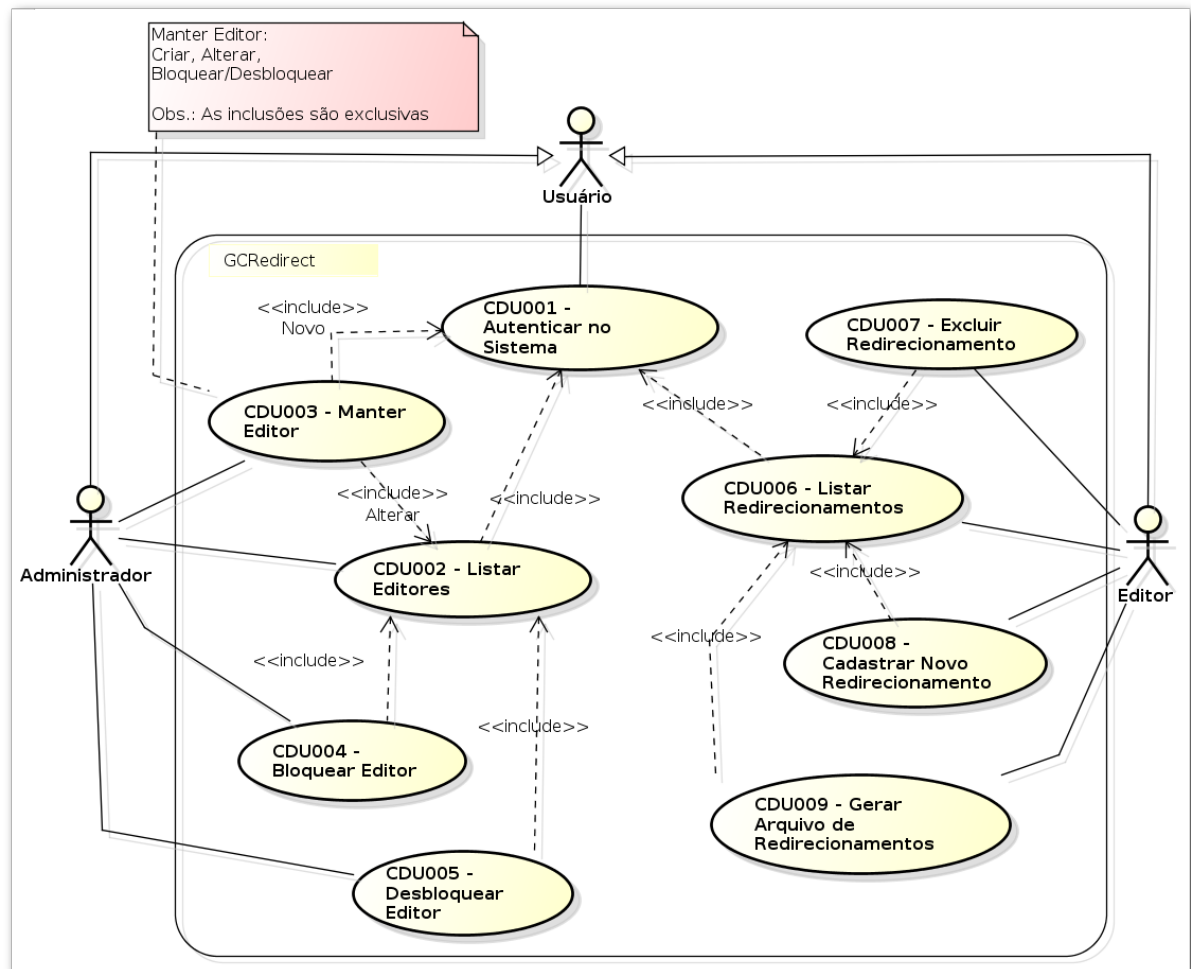 Manter Editor:
Criar, Alterar,
Bloquear/Desbloquear
Obs.: As inclusões são exclusivas
Usuário
GCRedirect
<<include>>
Novo
CDU001 -
Autenticar no
Sistema
CDU007 - Excluir
Redirecionamento
CDU003 - Manter
Editor
<<include>>
<<include>>
<<include>>
Alterar
<<include>>
CDU006 - Listar
Redirecionamentos
Administrador
CDU002 - Listar
Editores
<<include>>
Editor
<<include>>
<<include>>
CDU008 -
Cadastrar Novo
Redirecionamento
<<include>>
CDU004 -
Bloquear Editor
CDU009 - Gerar
Arquivo de
Redirecionamentos
CDU005 -
Desbloquear
Editor